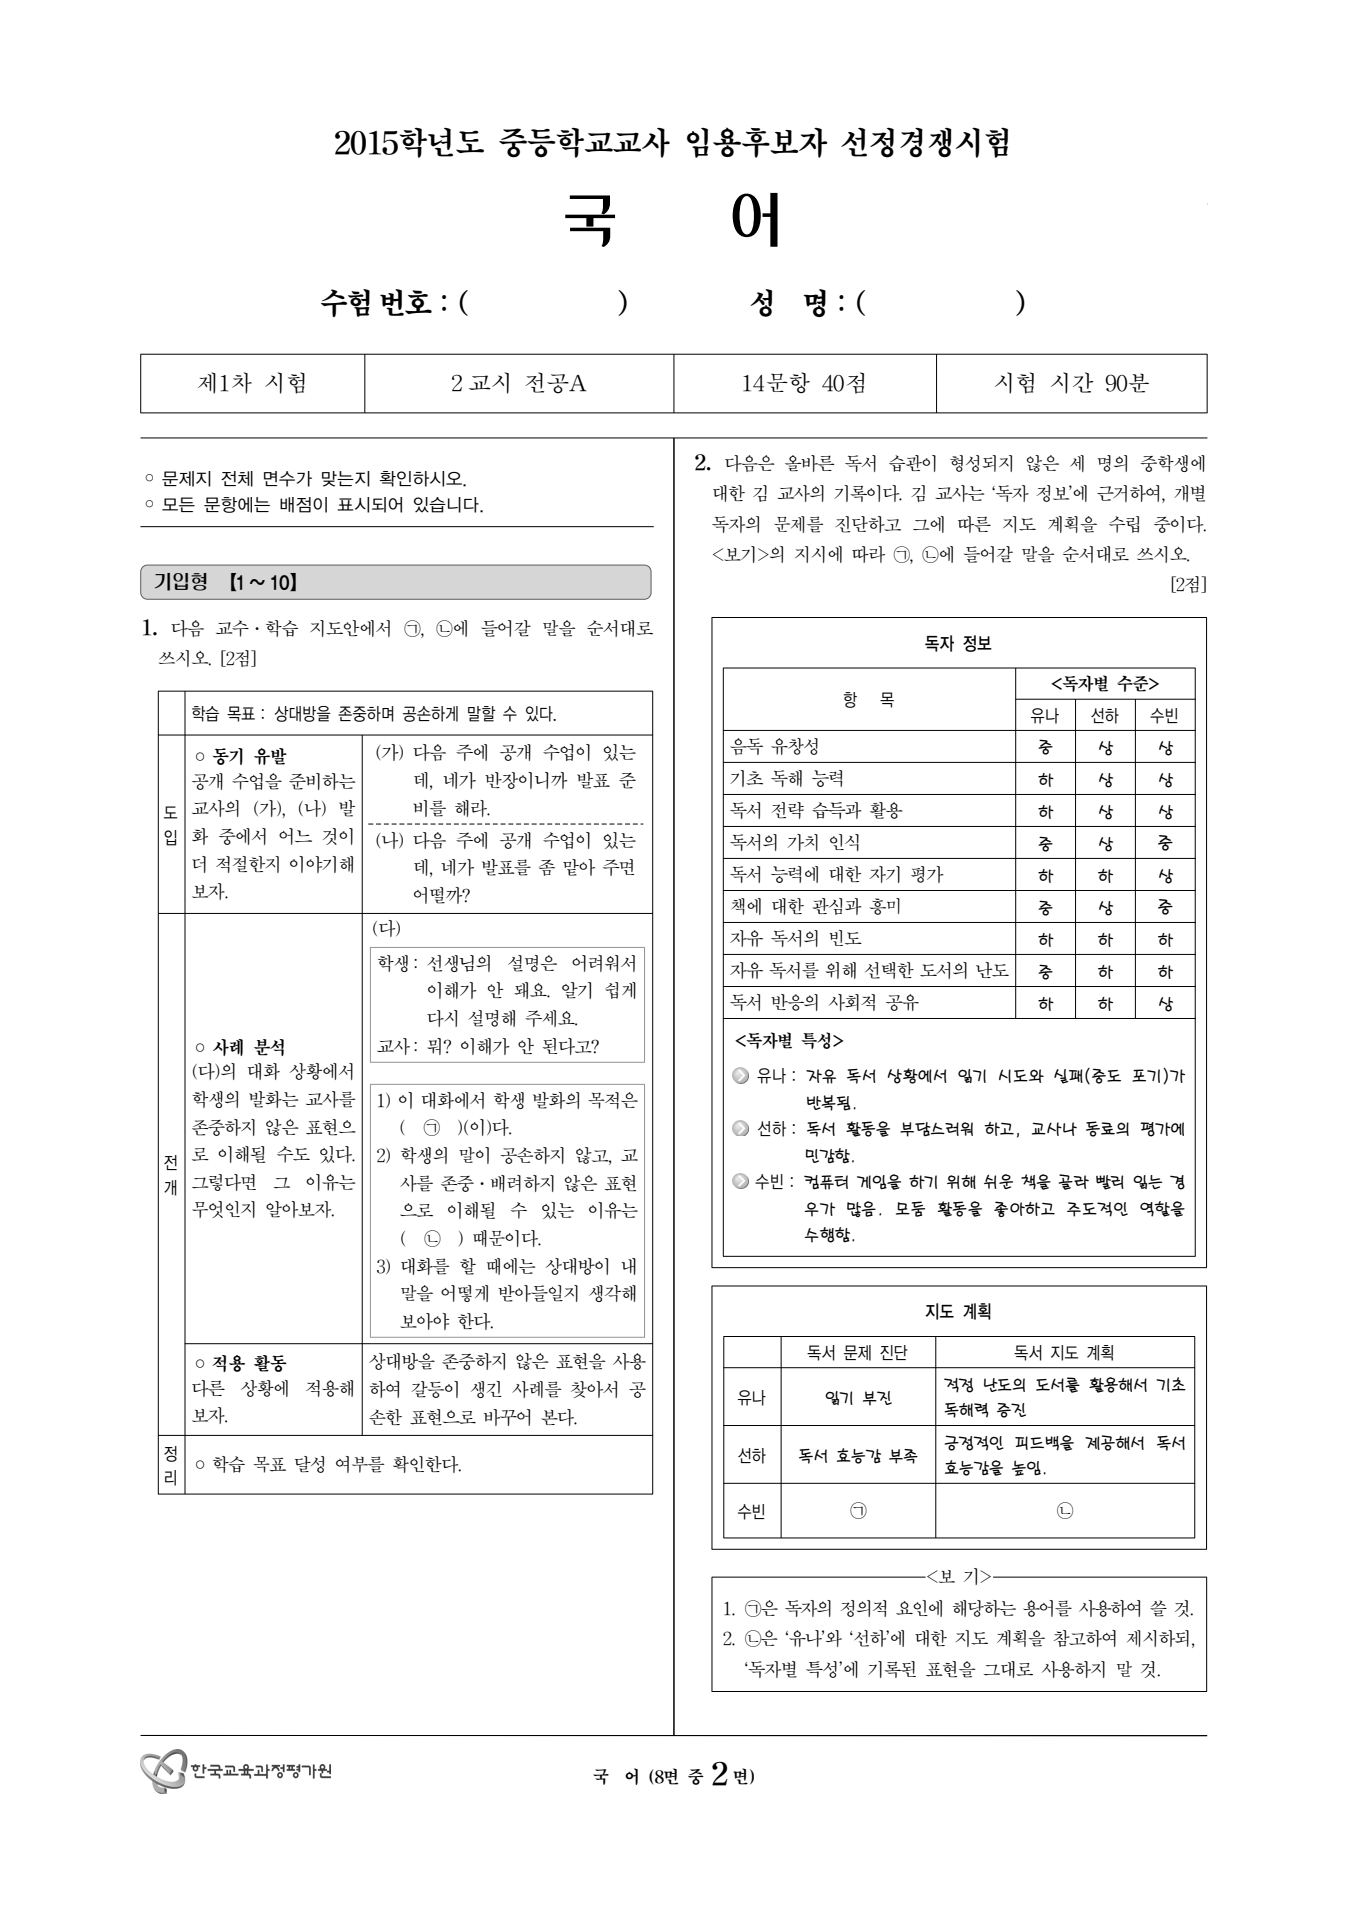 2015학년도 중등학교교사 임용후보자 선정경쟁시험
국 어
수험 번호 : ( ) 성 명 : ( )
제1차 시험 2 교시 전공A 14문항 40점 시험 시간 90분
○ 문제지 전체 면수가 맞는지 확인하시오.
○ 모든 문항에는 배점이 표시되어 있습니다.
기입형 【1 ~ 10】
1. 다음 교수·학습 지도안에서 ㉠, ㉡에 들어갈 말을 순서대로
쓰시오. [2점]
학습 목표 : 상대방을 존중하며 공손하게 말할 수 있다.
도
입
○ 동기 유발
공개 수업을 준비하는
교사의 (가), (나) 발
화 중에서 어느 것이
더 적절한지 이야기해
보자.
(가) 다음 주에 공개 수업이 있는
데, 네가 반장이니까 발표 준
비를 해라.
(나) 다음 주에 공개 수업이 있는
데, 네가 발표를 좀 맡아 주면
어떨까?
전
개
○ 사례 분석
(다)의 대화 상황에서
학생의 발화는 교사를
존중하지 않은 표현으
로 이해될 수도 있다.
그렇다면 그 이유는
무엇인지 알아보자.
(다)
학생 : 선생님의 설명은 어려워서
이해가 안 돼요. 알기 쉽게
다시 설명해 주세요.
교사 : 뭐? 이해가 안 된다고?
1) 이 대화에서 학생 발화의 목적은
( ㉠ )(이)다.
2) 학생의 말이 공손하지 않고, 교
사를 존중·배려하지 않은 표현
으로 이해될 수 있는 이유는
( ㉡ ) 때문이다.
3) 대화를 할 때에는 상대방이 내
말을 어떻게 받아들일지 생각해
보아야 한다.
○ 적용 활동
다른 상황에 적용해
보자.
상대방을 존중하지 않은 표현을 사용
하여 갈등이 생긴 사례를 찾아서 공
손한 표현으로 바꾸어 본다.
정
리
○ 학습 목표 달성 여부를 확인한다.
2. 다음은 올바른 독서 습관이 형성되지 않은 세 명의 중학생에
대한 김 교사의 기록이다. 김 교사는 ‘독자 정보’에 근거하여, 개별
독자의 문제를 진단하고 그에 따른 지도 계획을 수립 중이다.
<보기>의 지시에 따라 ㉠, ㉡에 들어갈 말을 순서대로 쓰시오.
[2점]
독자 정보
항 목 <독자별 수준>
유나 선하 수빈
음독 유창성 중 상 상
기초 독해 능력 하 상 상
독서 전략 습득과 활용 하 상 상
독서의 가치 인식 중 상 중
독서 능력에 대한 자기 평가 하 하 상
책에 대한 관심과 흥미 중 상 중
자유 독서의 빈도 하 하 하
자유 독서를 위해 선택한 도서의 난도 중 하 하
독서 반응의 사회적 공유 하 하 상
<독자별 특성>
유나 : 자유 독서 상황에서 읽기 시도와 실패(중도 포기)가
반복됨.
선하 : 독서 활동을 부담스러워 하고, 교사나 동료의 평가에
민감함.
수빈 : 컴퓨터 게임을 하기 위해 쉬운 책을 골라 빨리 읽는 경
우가 많음. 모둠 활동을 좋아하고 주도적인 역할을
수행함.
지도 계획
독서 문제 진단 독서 지도 계획
유나 읽기 부진 적정 난도의 도서를 활용해서 기초
독해력 증진
선하 독서 효능감 부족 긍정적인 피드백을 제공해서 독서
효능감을 높임.
수빈 ㉠ ㉡
<보 기>
1. ㉠은 독자의 정의적 요인에 해당하는 용어를 사용하여 쓸 것.
2. ㉡은 ‘유나’와 ‘선하’에 대한 지도 계획을 참고하여 제시하되,
‘독자별 특성’에 기록된 표현을 그대로 사용하지 말 것.
한국교육과정평가원
국 어 (8면 중 2 면)